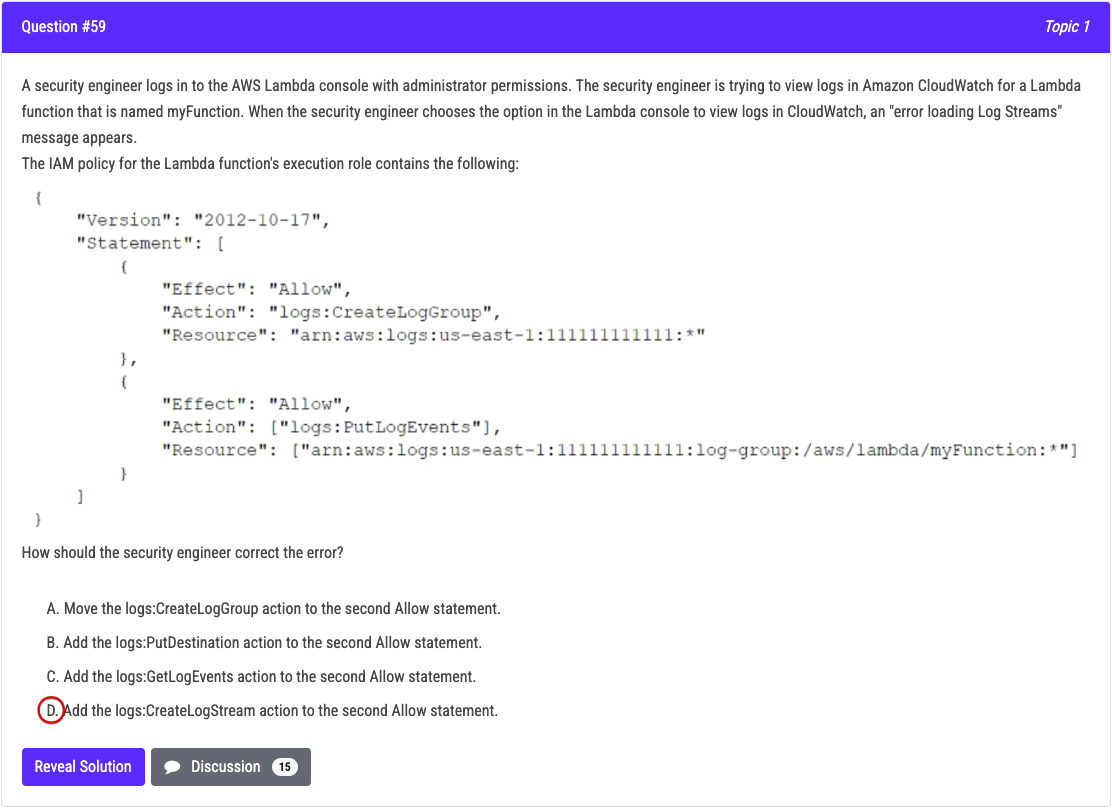 Question #59
Topic 1
A security engineer logs in to the AWS Lambda console with administrator permissions. The security engineer is trying to view logs in Amazon CloudWatch for a Lambda
function that is named myFunction. When the security engineer chooses the option in the Lambda console to view logs in CloudWatch, an "error loading Log Streams"
message appears.
The IAM policy for the Lambda function's execution role contains the following:
{
"Version": "2012-10-17",
"Statement": [
{
"Effect": "Allow",
"Action": "logs:CreateLogGroup",
"Resource": "arn:aws:logs:us-east-1:111111111111:*"
},
{
"Effect": "Allow",
"Action": ["logs:PutLogEvents"],
"Resource": ["arn:aws:logs:us-east-1:111111111111:log-group:/aws/lambda/myFunction:*"]
}
]
}
How should the security engineer correct the error?
A. Move the logs:CreateLogGroup action to the second Allow statement.
B. Add the logs:PutDestination action to the second Allow statement.
C. Add the logs:GetLogEvents action to the second Allow statement.
D. Add the logs:CreateLogStream action to the second Allow statement.
Reveal Solution
Discussion 15